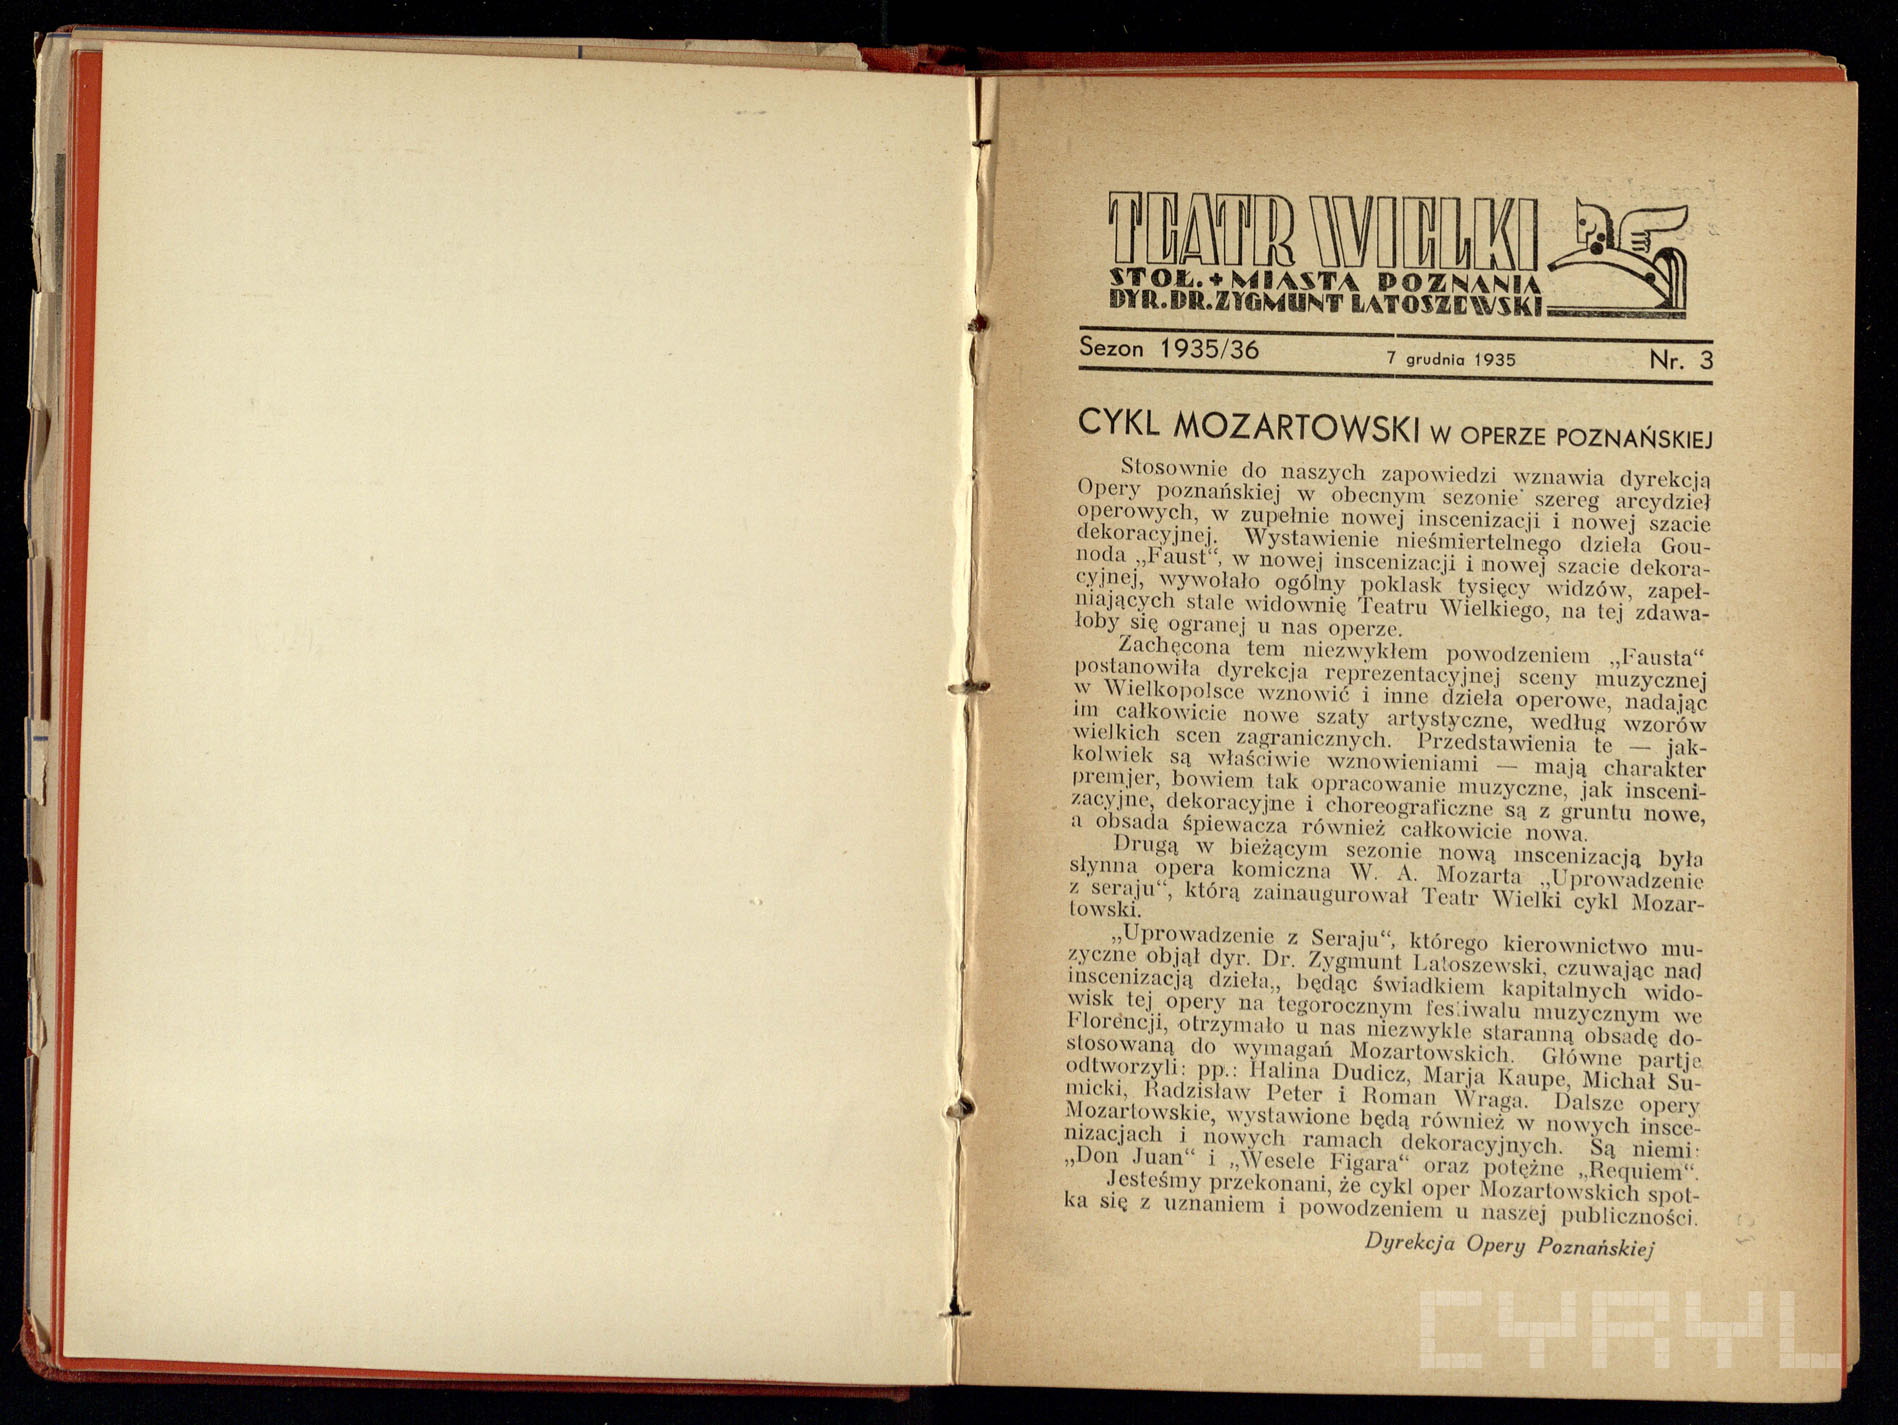 TEATR WIELKI
STOŁ. + MIASTA POZNANIA
DYR. DR. ZYGMUNT LATOSZEWSKI
Sezon 1935/36 7 grudnia 1935 Nr. 3
CYKL MOZARTOWSKI W OPERZE POZNAŃSKIEJ
Stosownie do naszych zapowiedzi wznawia dyrekcja
Opery poznańskiej w obecnym sezonie szereg arcydzieł
operowych, w zupełnie nowej inscenizacji i nowej szacie
dekoracyjnej. Wystawienie nieśmiertelnego dzieła Gou-
noda „Faust“, w nowej inscenizacji i nowej szacie dekora-
cyjnej, wywołało ogólny poklask tysięcy widzów, zapeł-
niających stale widownię Teatru Wielkiego, na tej zdawa-
łoby się ogranej u nas operze.
Zachęcona tem niezwykłem powodzeniem „Fausta“
postanowiła dyrekcja reprezentacyjnej sceny muzycznej
w Wielkopolsce wznowić i inne dzieła operowe, nadając
im całkowicie nowe szaty artystyczne, według wzorów
wielkich scen zagranicznych. Przedstawienia te — jak-
kolwiek są właściwie wznowieniami — mają charakter
premjer, bowiem tak opracowanie muzyczne, jak insceni-
zacyjne, dekoracyjne i choreograficzne są z gruntu nowe,
a obsada śpiewacza również całkowicie nowa.
Drugą w bieżącym sezonie nową inscenizacją była
słynna opera komiczna W. A. Mozarta „Uprowadzenie
z seraju“, którą zainaugurował Teatr Wielki cykl Mozar-
towski.
„Uprowadzenie z Seraju“, którego kierownictwo mu-
zyczne objął dyr. Dr. Zygmunt Latoszewski, czuwając nad
inscenizacją dzieła,, będąc świadkiem kapitalnych wido-
wisk tej opery na tegorocznym festiwalu muzycznym we
Florencji, otrzymało u nas niezwykle staranną obsadę do-
stosowaną do wymagań Mozartowskich. Główne partje
odtworzyli: pp.: Halina Dudicz, Marja Kaupe, Michał Su-
micki, Radzisław Peter i Roman Wraga. Dalsze opery
Mozartowskie, wystawione będą również w nowych insce-
nizacjach i nowych ramach dekoracyjnych. Są niemi:
„Don Juan“ i „Wesele Figara“ oraz potężne „Requiem“.
Jesteśmy przekonani, że cykl oper Mozartowskich spot-
ka się z uznaniem i powodzeniem u naszej publiczności.
Dyrekcja Opery Poznańskiej
CYRYL